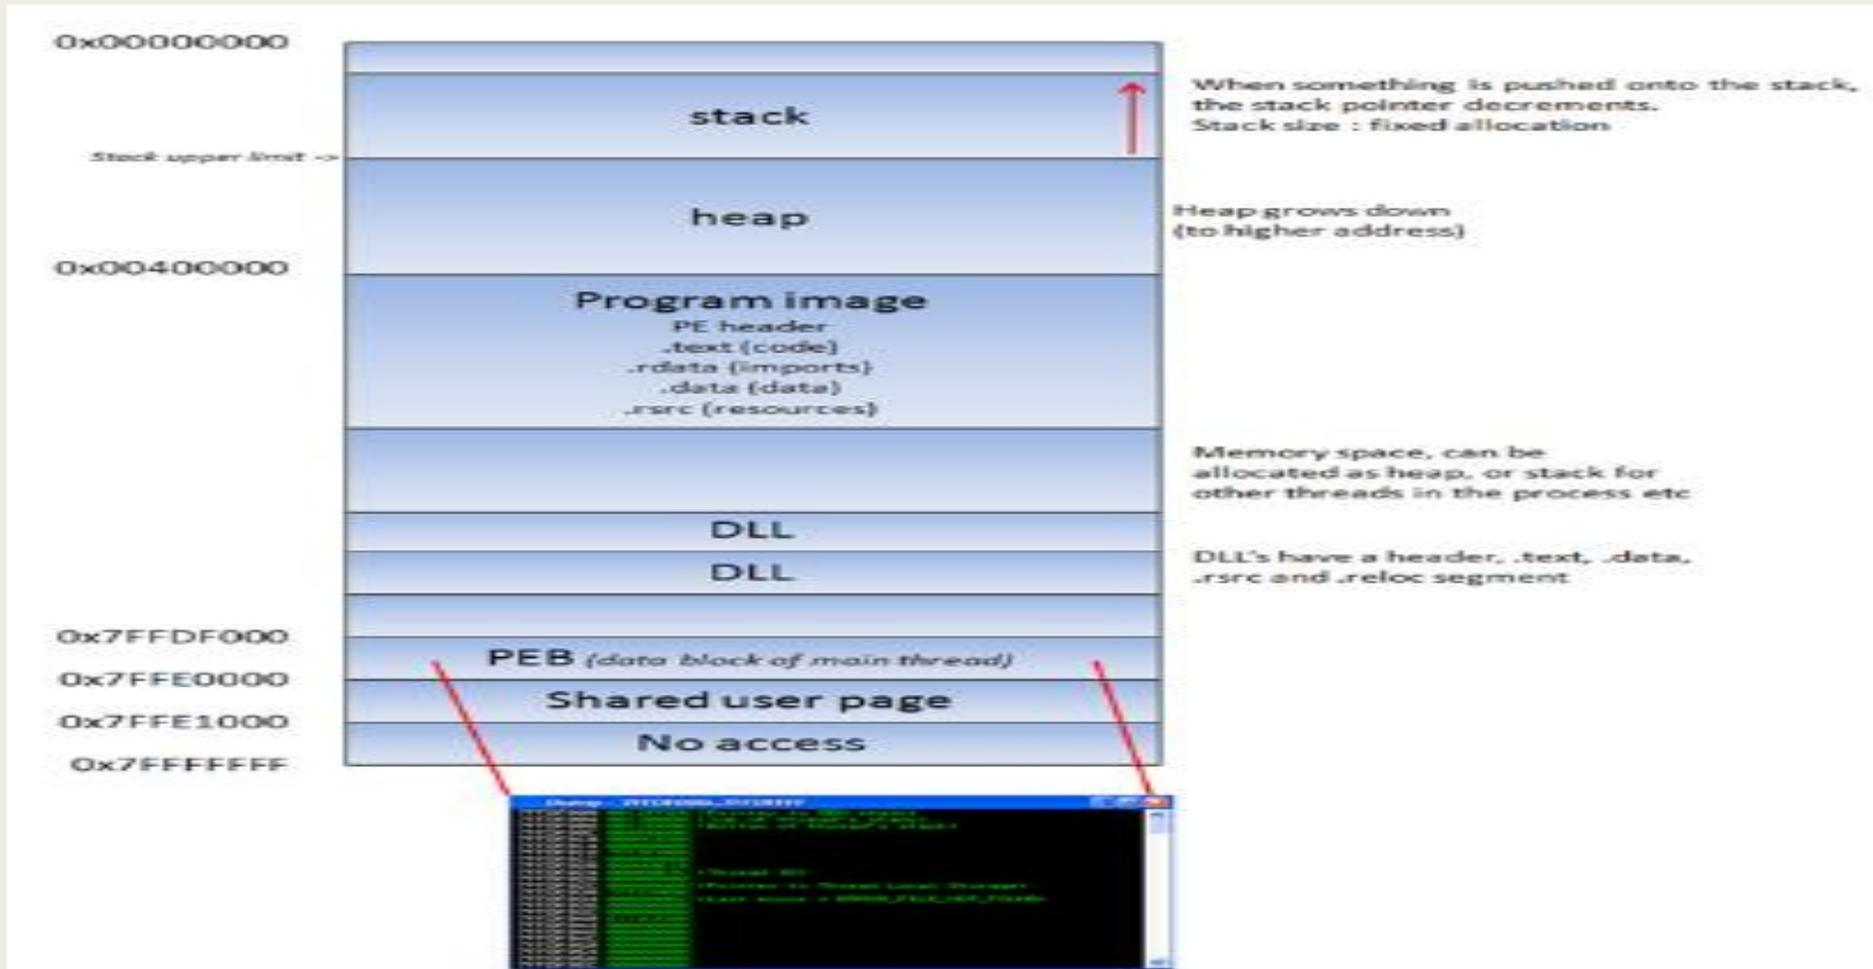 0x00000000
When something is pushed onto the stack,
the stack pointer decrements.
Stack size : fixed allocation
stack
Stack upper limit ->
heap
Heap grows down
(to higher address)
0x00400000
Program image
PE header
.text (code)
.rdata (imports)
.data (data)
.rsrc (resources)
Memory space, can be
allocated as heap, or stack for
other threads in the process etc
DLL
DLL
DLL's have a header, .text, .data,
.rsrc and .reloc segment
0x7FFDF000
PEB (data block of main thread)
0x7FFE0000
Shared user page
0x7FFE1000
No access
0x7FFFFFFF